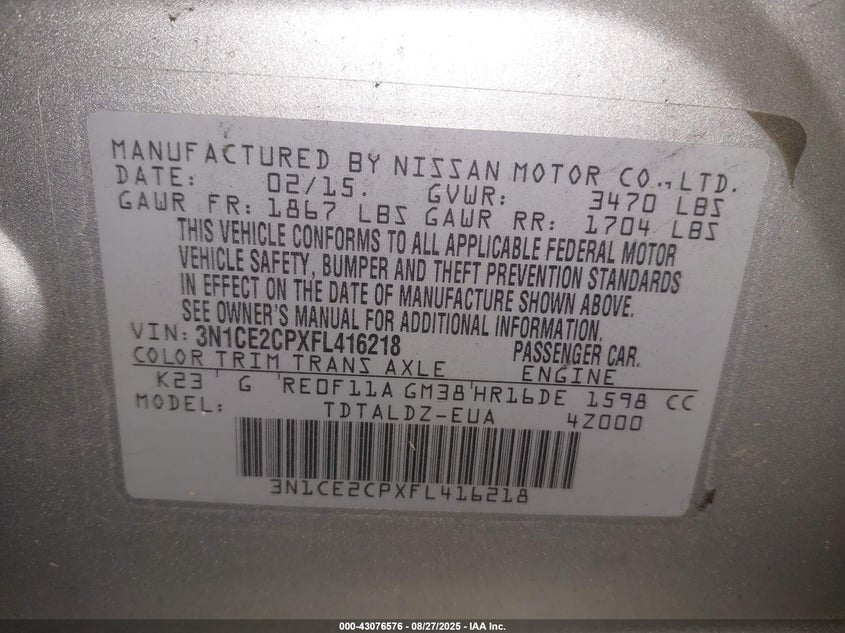 MANUFACTURED BY NISSAN MOTOR CO., LTD.
DATE: 02/15. GVWR: 3470 LBS
GAWR FR: 1867 LBS GAWR RR: 1704 LBS
THIS VEHICLE CONFORMS TO ALL APPLICABLE FEDERAL MOTOR
VEHICLE SAFETY, BUMPER AND THEFT PREVENTION STANDARDS
IN EFFECT ON THE DATE OF MANUFACTURE SHOWN ABOVE.
SEE OWNER'S MANUAL FOR ADDITIONAL INFORMATION.
VIN: 3N1CE2CPXFL416218 PASSENGER CAR.
COLOR TRIM TRANS AXLE ENGINE
K23 G RE0F11A GM38 HR16DE 1598 CC
MODEL: TDTALDZ-EUA 4Z000
3N1CE2CPXFL416218
000-43076576 - 08/27/2025 - IAA Inc.